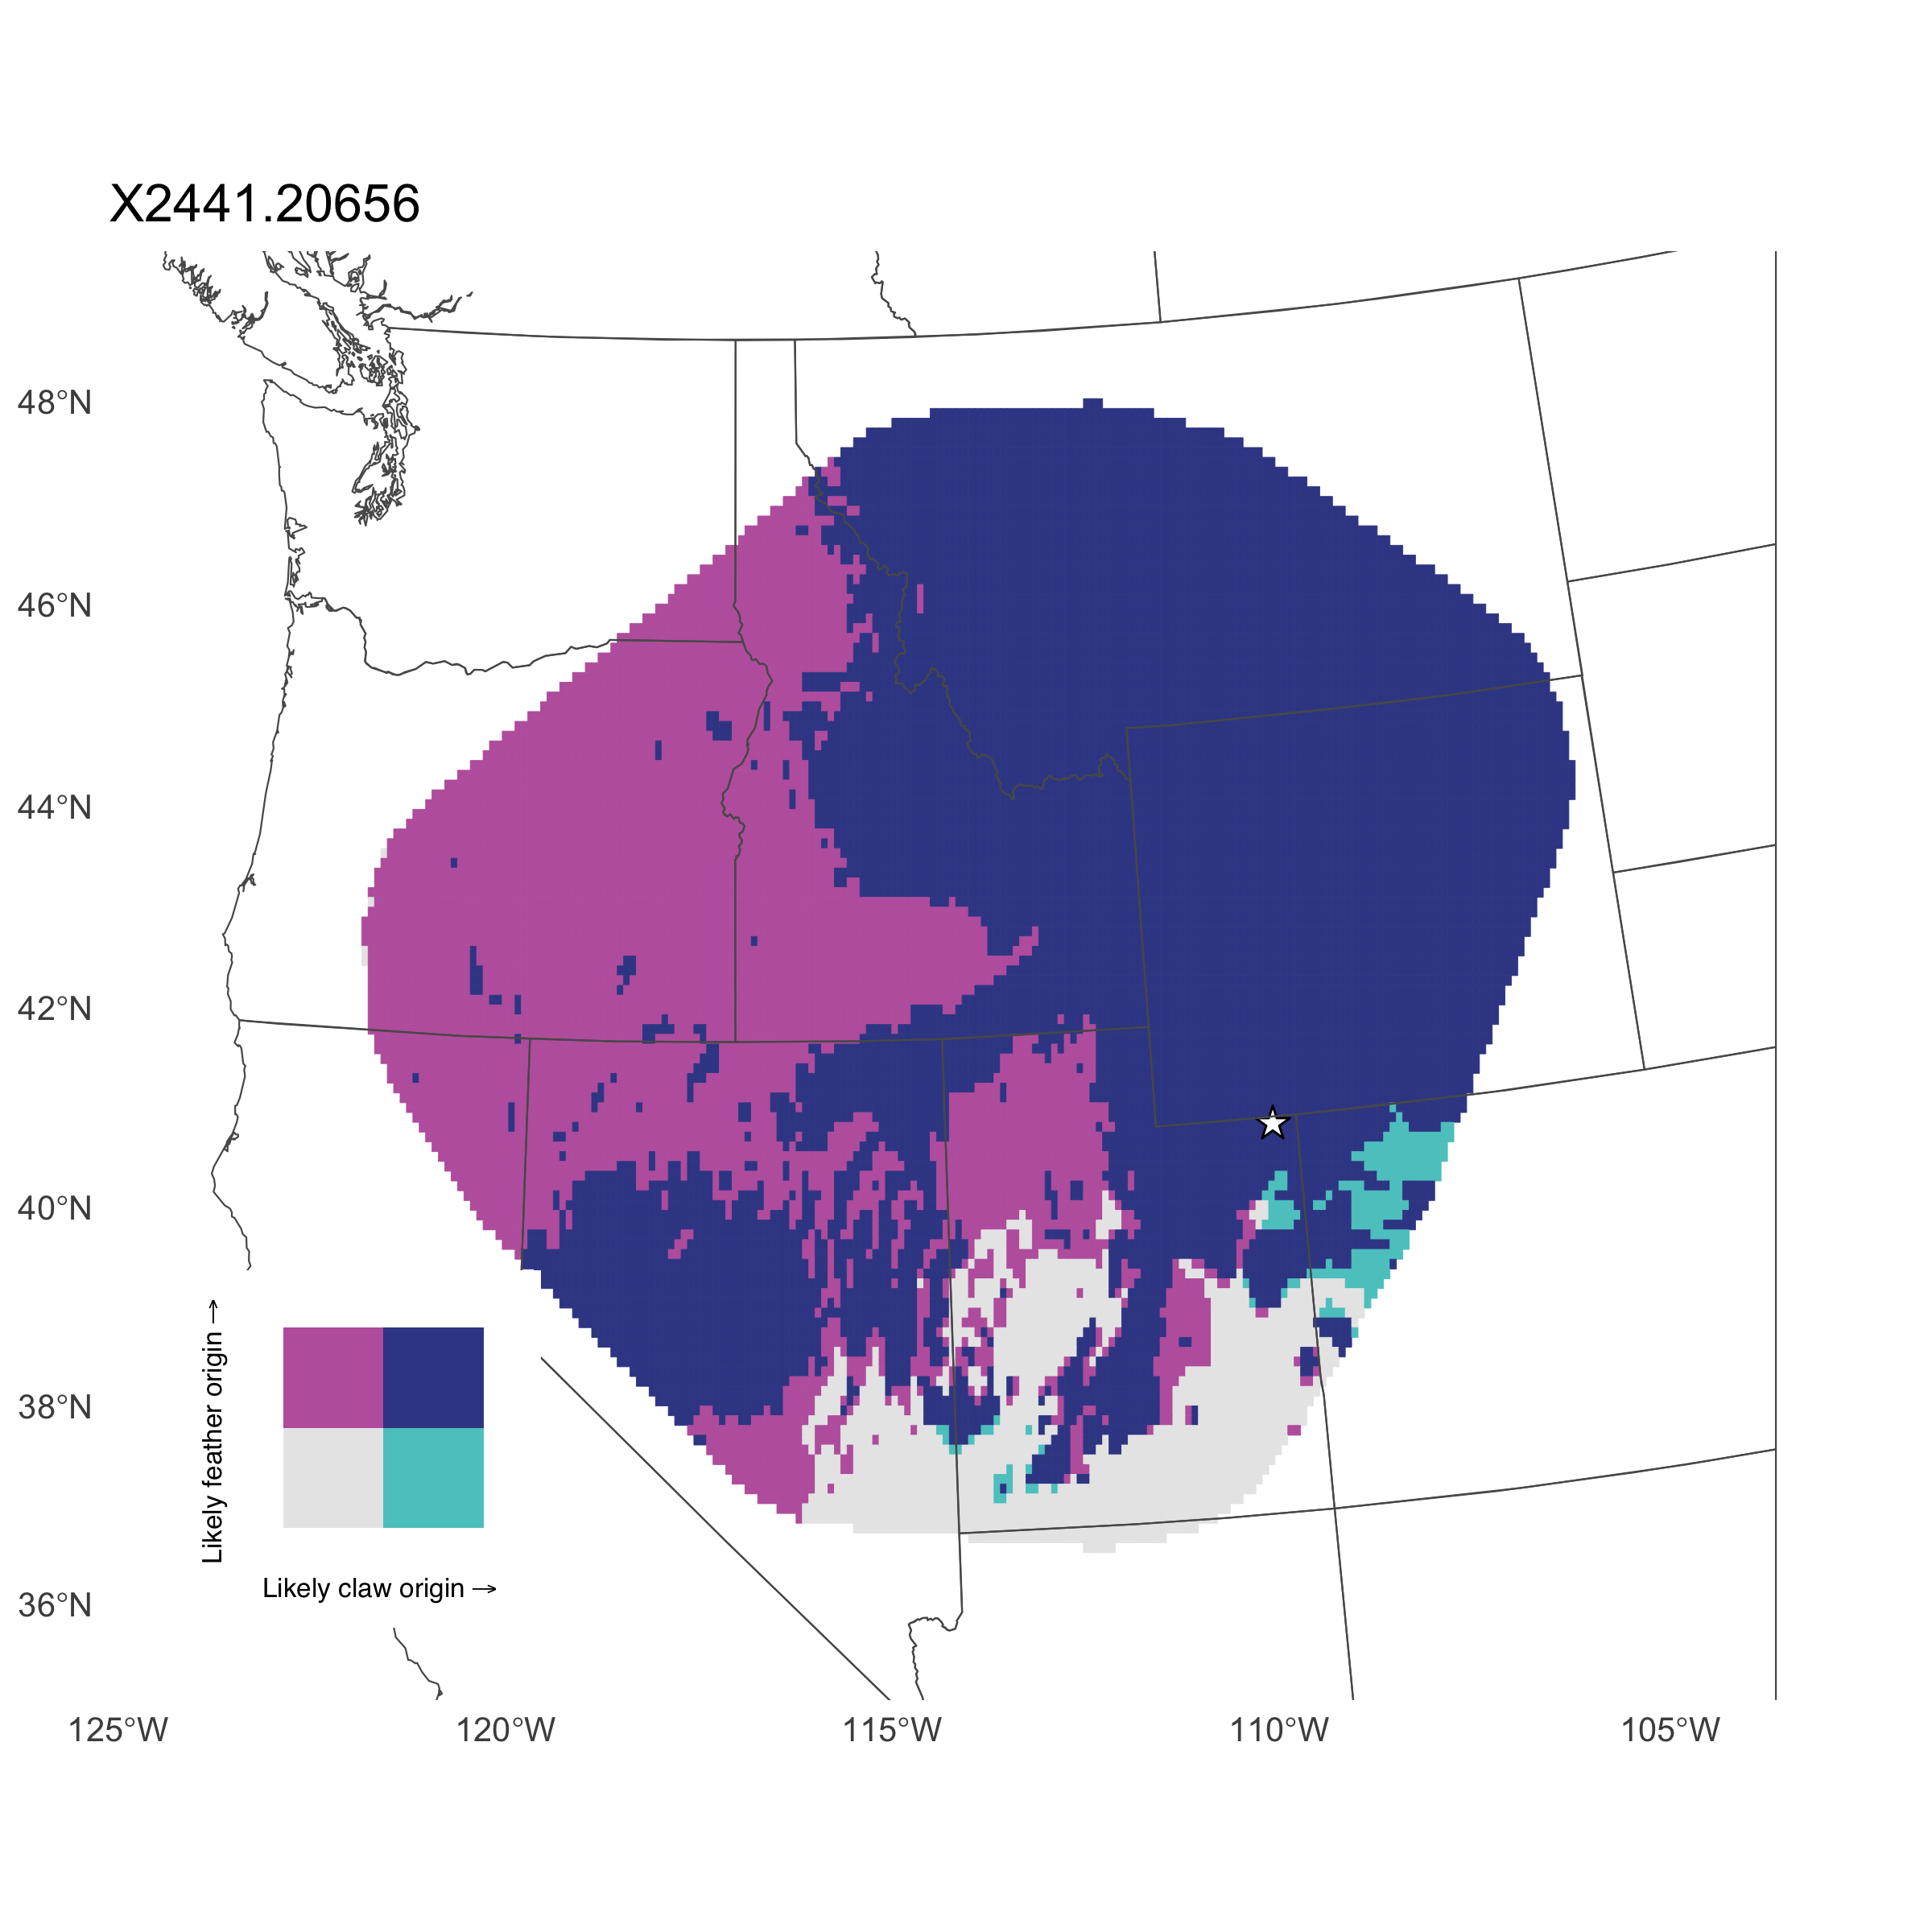 X2441.20656
48°N
46°N
44°N
42°N
40°N
38°N
36°N
Likely feather origin →
Likely claw origin →
125°W 120°W 115°W 110°W 105°W